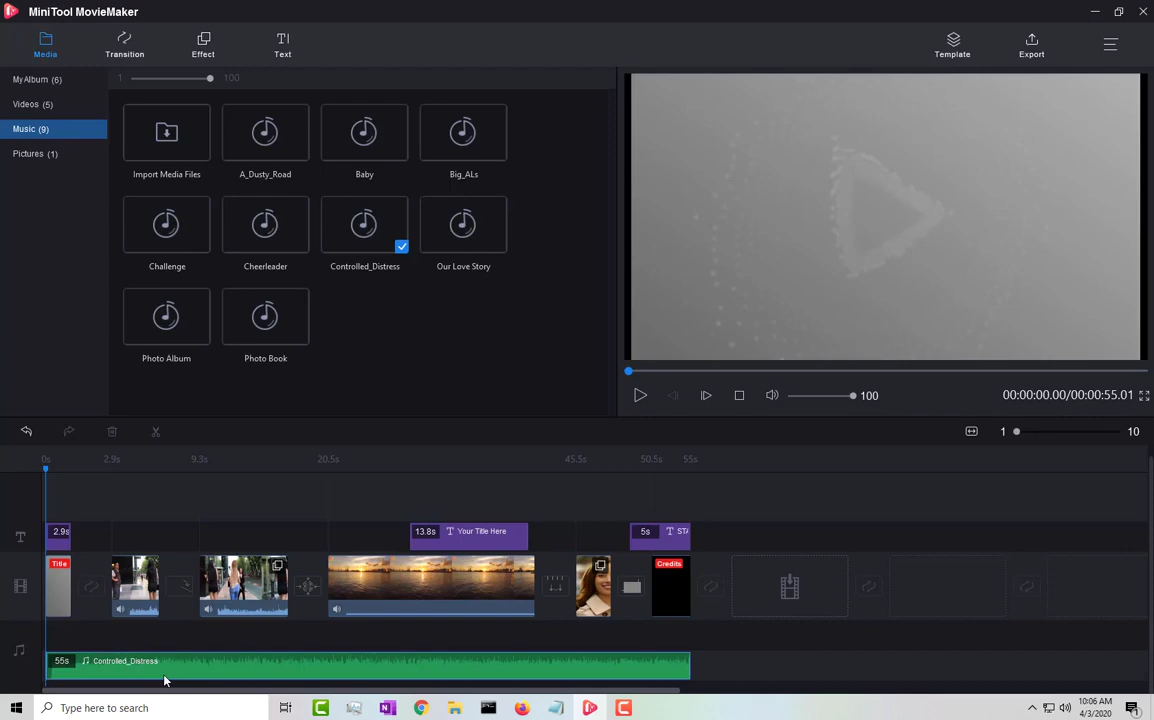 MiniTool MovieMaker
Media
Transition
Effect
Text
Template
Export
My Album (6)
Videos (5)
Music (9)
Pictures (1)
1
100
Import Media Files
A_Dusty_Road
Baby
Big_ALs
Challenge
Cheerleader
Controlled_Distress
Our Love Story
Photo Album
Photo Book
100
00:00:00.00/00:00:55.01
1
10
0s
2.9s
9.3s
20.5s
45.5s
50.5s
55s
2.9s
13.8s
Your Title Here
5s
STA
Title
Credits
55s
Controlled_Distress
Type here to search
10:06 AM
4/3/2020
1